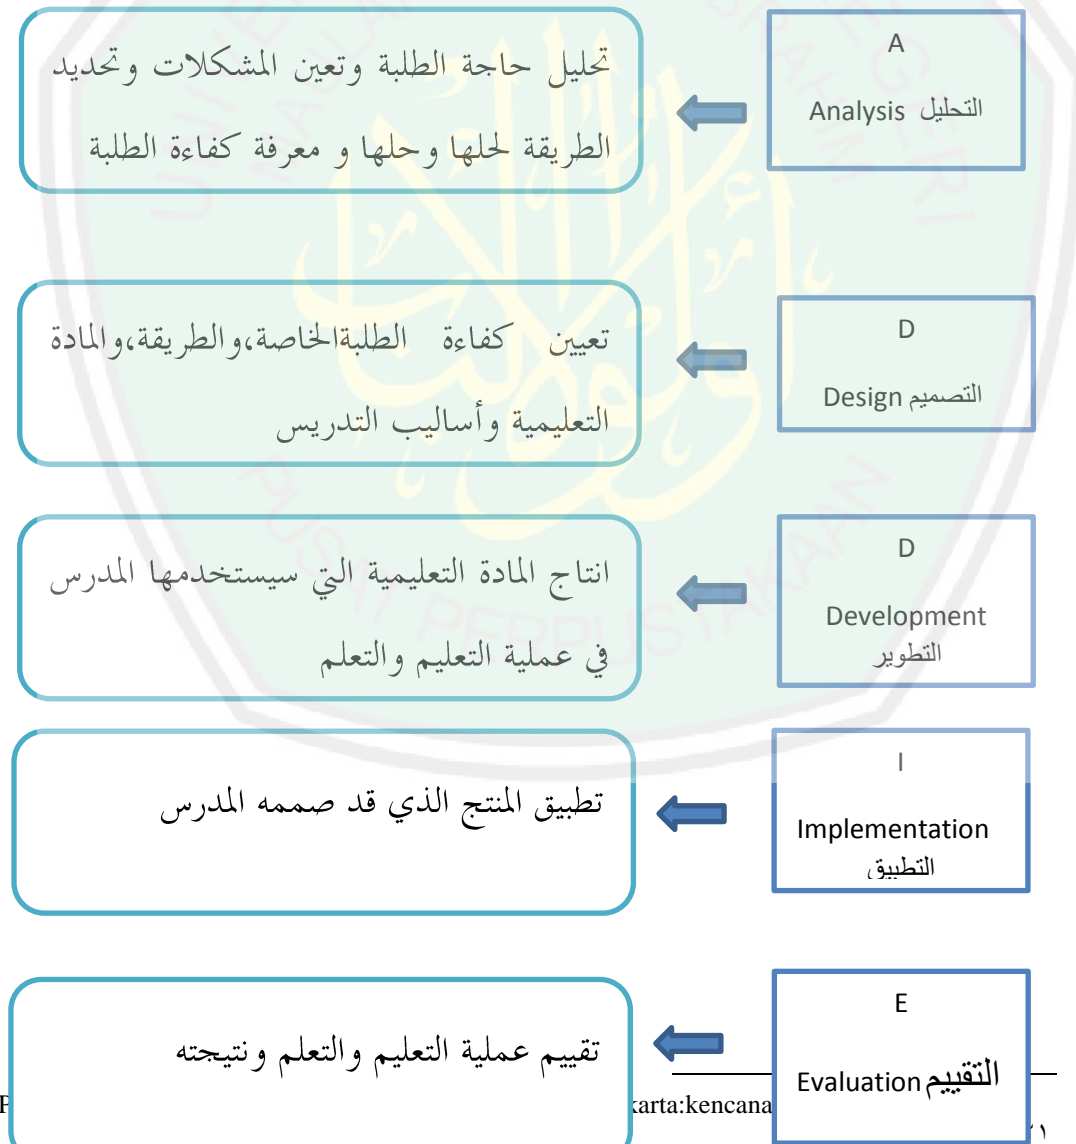 A
التحليل Analysis
تحليل حاجة الطلبة وتعين المشكلات وتحديد
الطريقة لحلها وحلها و معرفة كفاءة الطلبة
D
التصميم Design
تعيين كفاءة الطلبةالخاصة،والطريقة،والمادة
التعليمية وأساليب التدريس
D
Development
التطوير
انتاج المادة التعليمية التي سيستخدمها المدرس
في عملية التعليم والتعلم
I
Implementation
التطبيق
تطبيق المنتج الذي قد صممه المدرس
E
التقييم Evaluation
تقييم عملية التعليم والتعلم ونتيجته
karta:kencana
PUSAT PERPUSTAKAAN